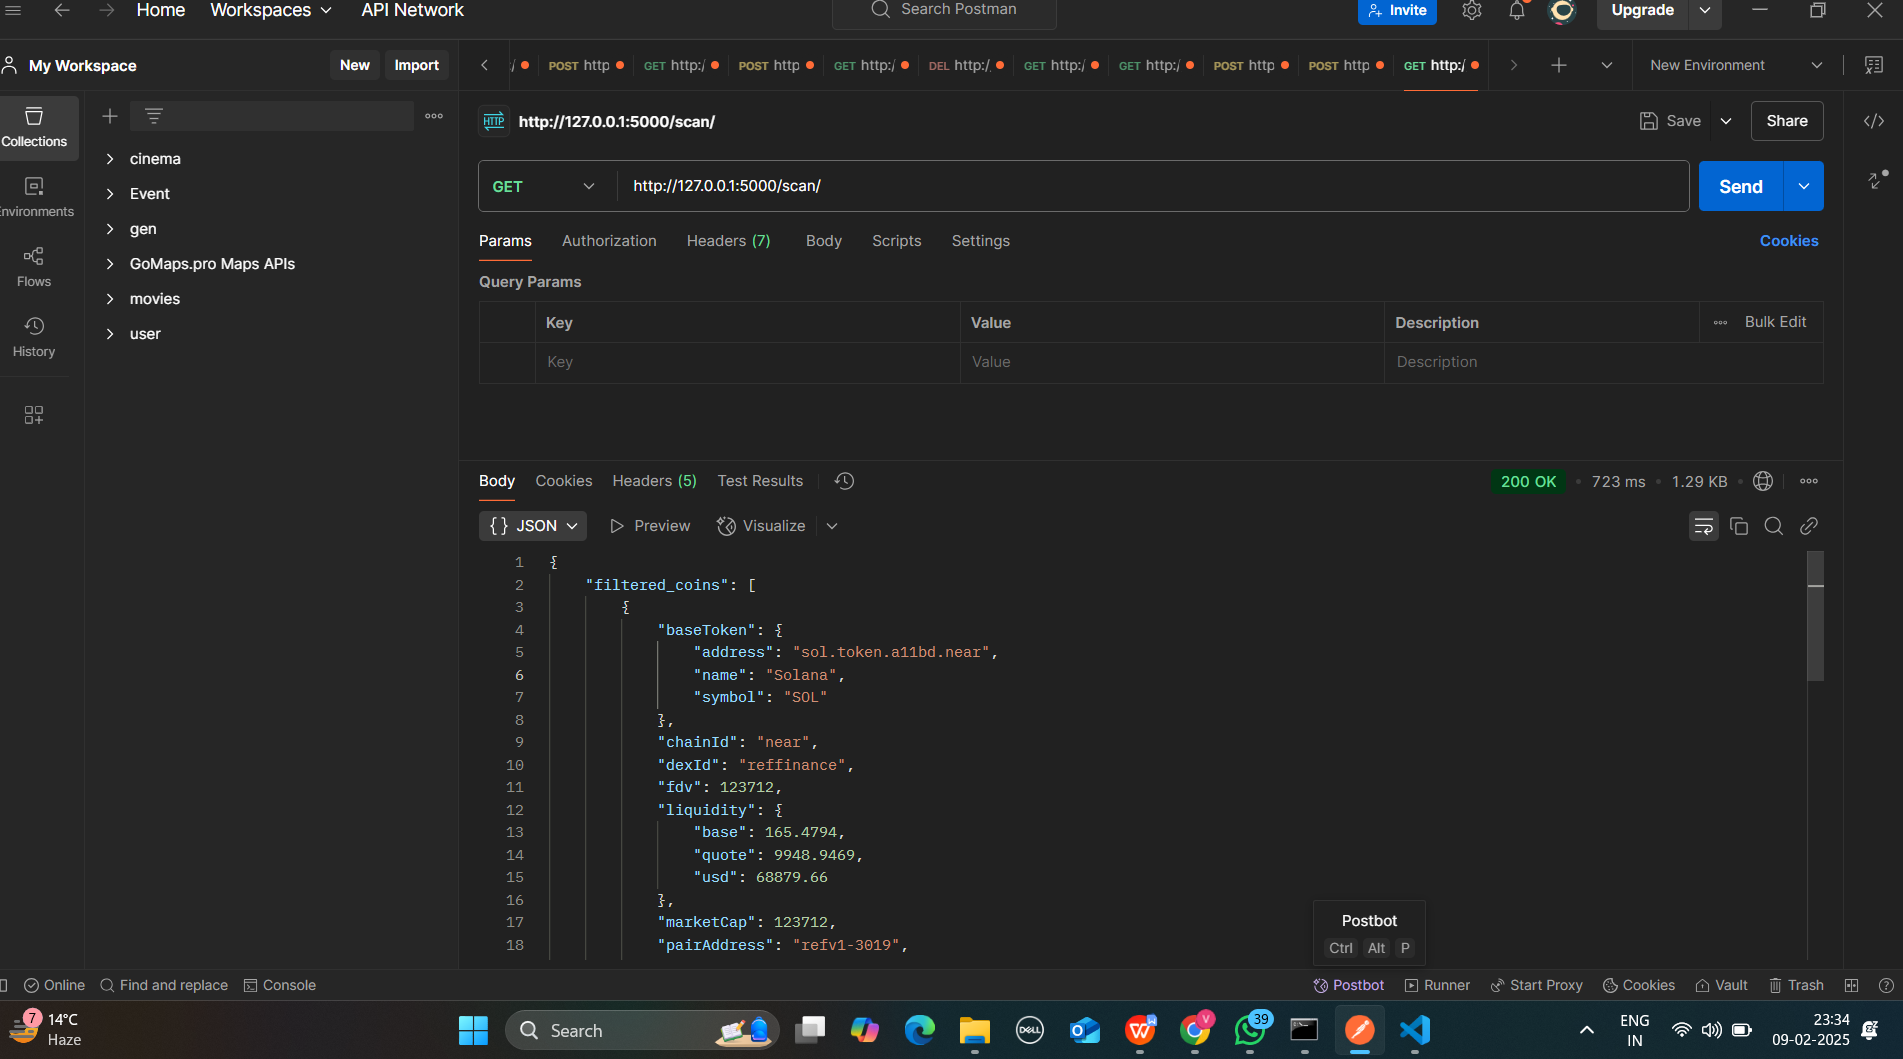 Home Workspaces API Network Search Postman Invite Upgrade
My Workspace New Import
POST http GET http:/ POST http GET http:/ DEL http:/ GET http:/ GET http:/ POST http POST http GET http:/ New Environment
Collections
Environments
Flows
History
cinema
Event
gen
GoMaps.pro Maps APIs
movies
user
HTTP http://127.0.0.1:5000/scan/ Save Share
GET http://127.0.0.1:5000/scan/ Send
Params Authorization Headers (7) Body Scripts Settings Cookies
Query Params
Key Value Description Bulk Edit
Key Value Description
Body Cookies Headers (5) Test Results 200 OK • 723 ms • 1.29 KB
{} JSON Preview Visualize
1 {
2 "filtered_coins": [
3 {
4 "baseToken": {
5 "address": "sol.token.a11bd.near",
6 "name": "Solana",
7 "symbol": "SOL"
8 },
9 "chainId": "near",
10 "dexId": "reffinance",
11 "fdv": 123712,
12 "liquidity": {
13 "base": 165.4794,
14 "quote": 9948.9469,
15 "usd": 68879.66
16 },
17 "marketCap": 123712,
18 "pairAddress": "refv1-3019",
Postbot
Ctrl Alt P
Online Find and replace Console Postbot Runner Start Proxy Cookies Vault Trash
7 14°C
Haze
Search
DELL
39
ENG
IN
23:34
09-02-2025